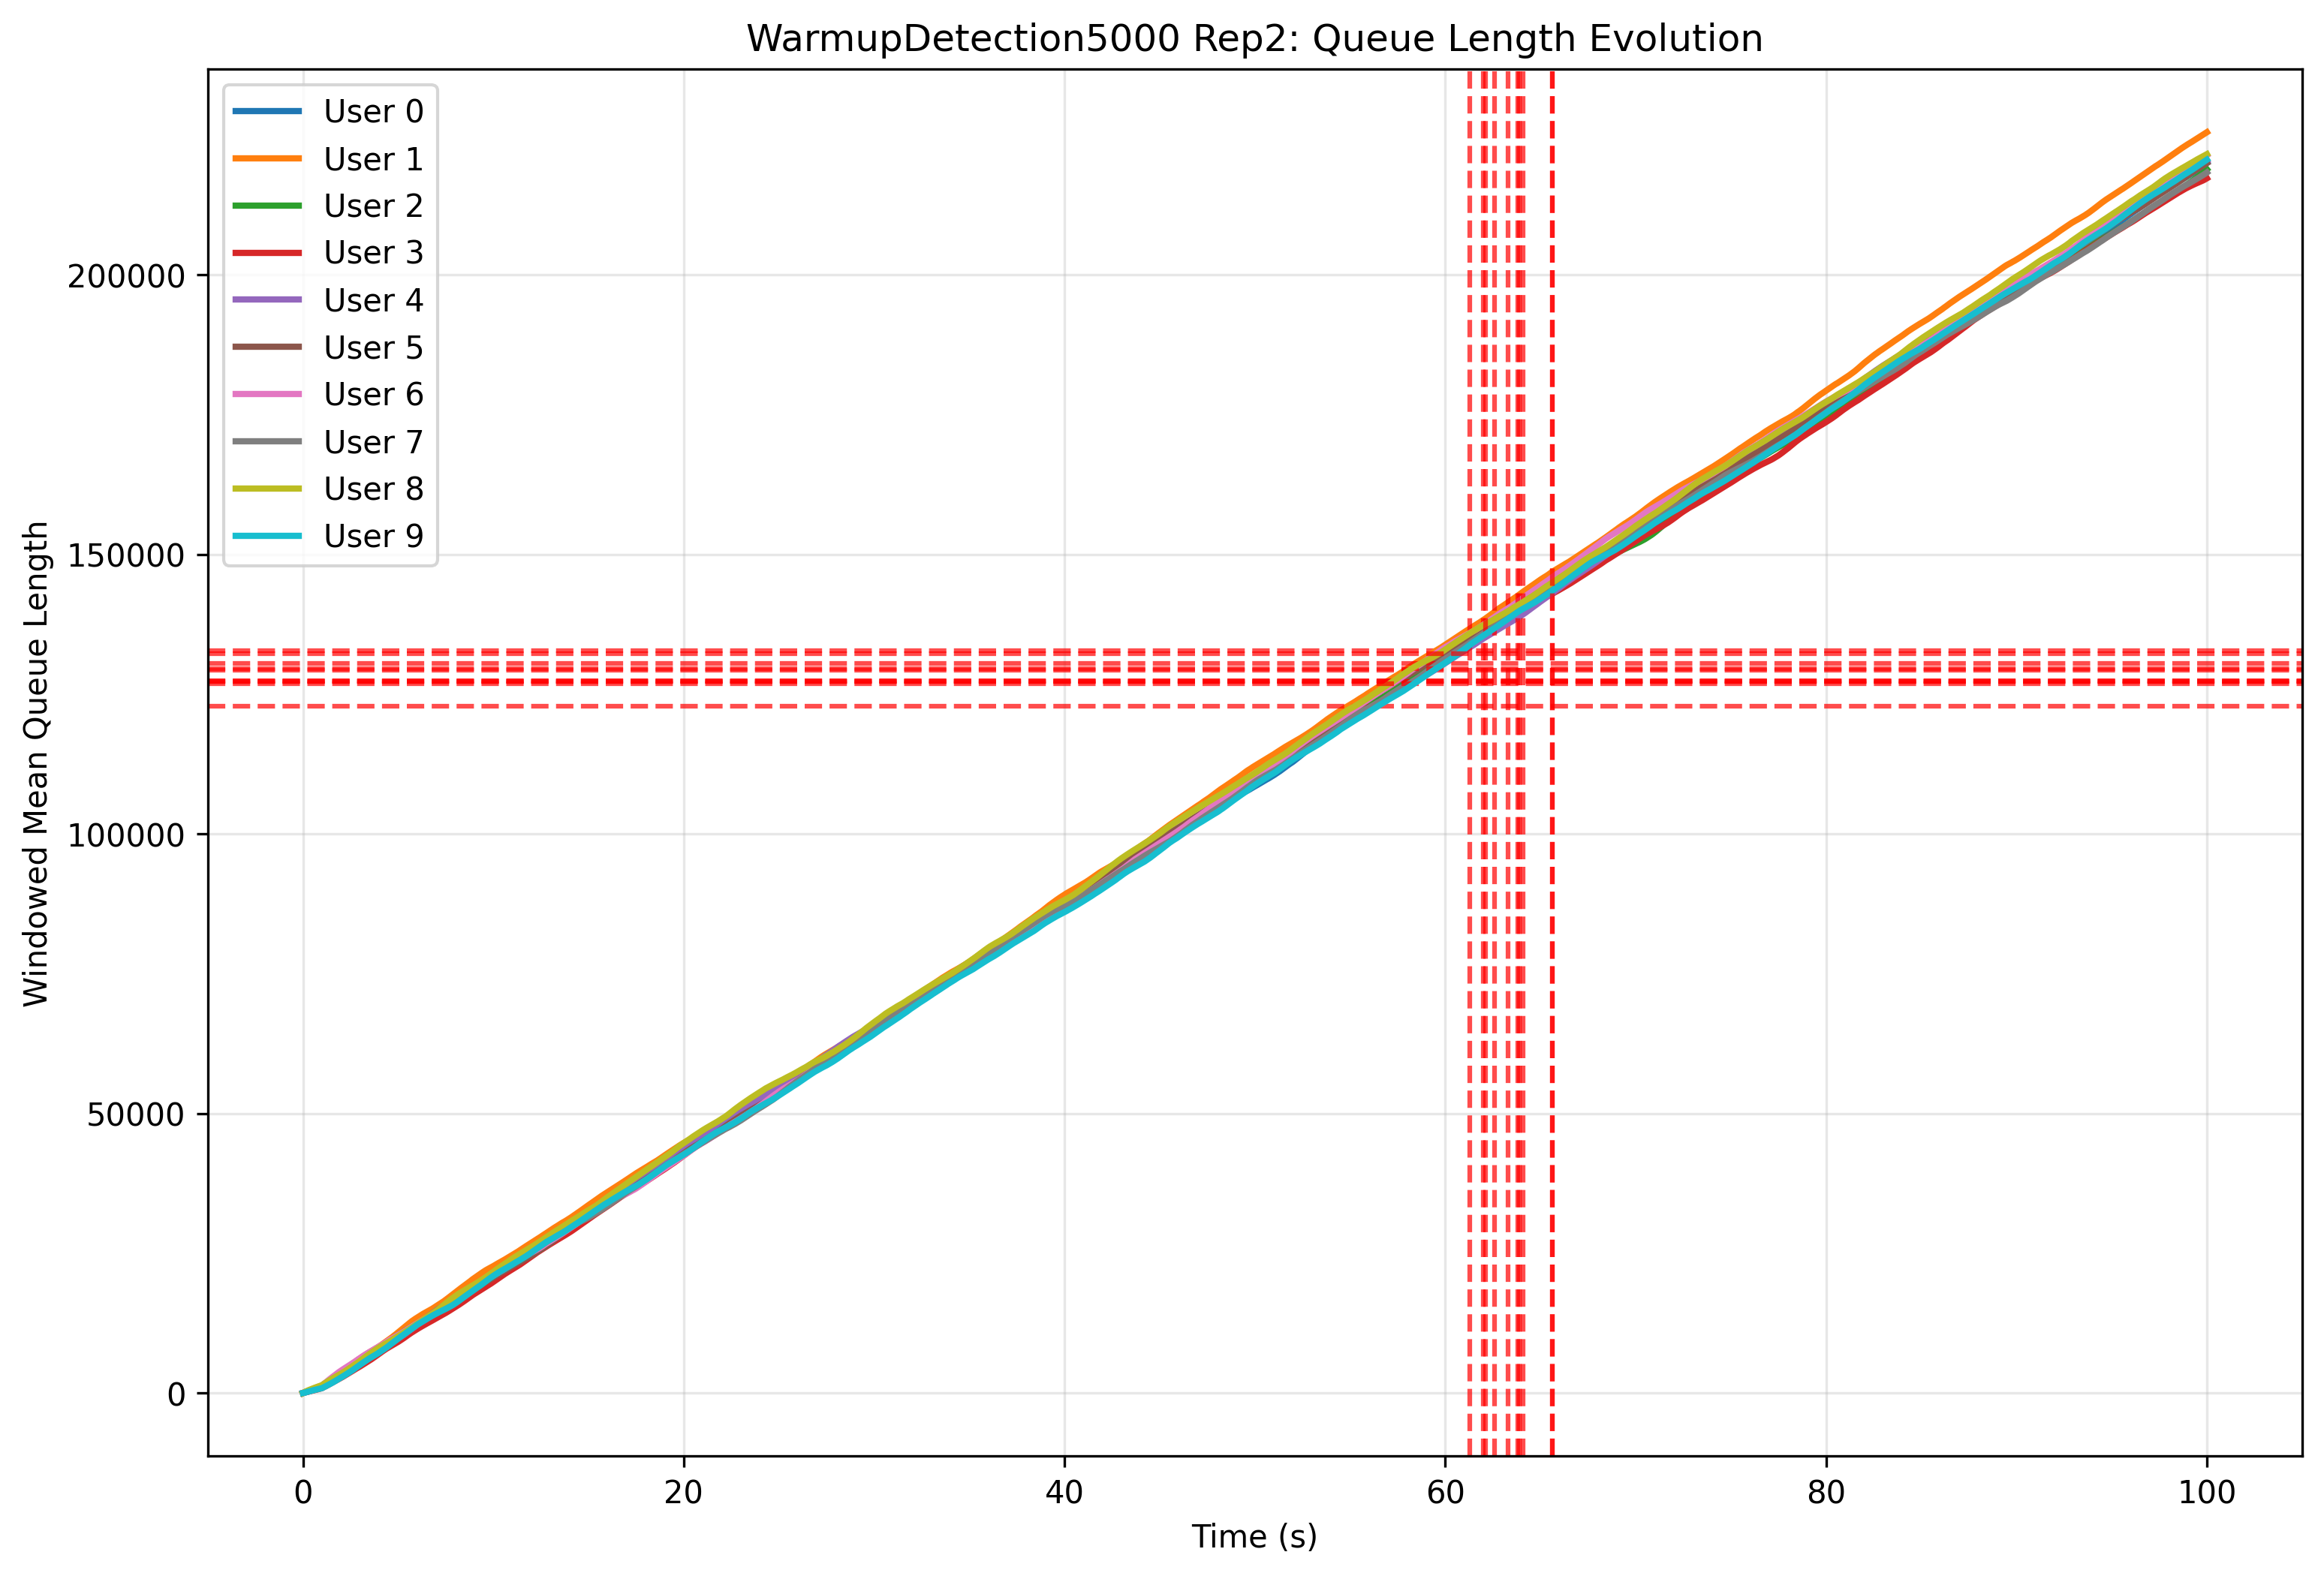 WarmupDetection5000 Rep2: Queue Length Evolution
User 0
User 1
User 2
User 3
User 4
User 5
User 6
User 7
User 8
User 9
Windowed Mean Queue Length
200000
150000
100000
50000
0
0 20 40 60 80 100
Time (s)